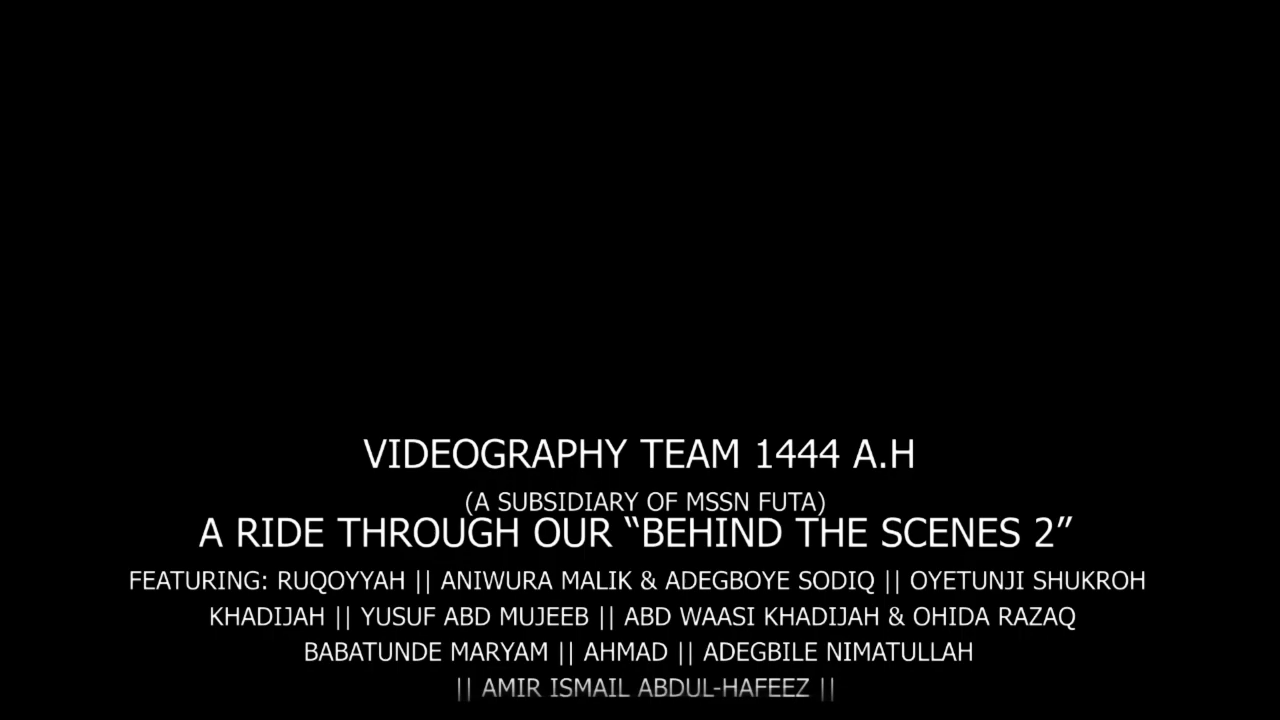 VIDEOGRAPHY TEAM 1444 A.H
(A SUBSIDIARY OF MSSN FUTA)
A RIDE THROUGH OUR “BEHIND THE SCENES 2”
FEATURING: RUQOYYAH || ANIWURA MALIK & ADEGBOYE SODIQ || OYETUNJI SHUKROH
KHADIJAH || YUSUF ABD MUJEEB || ABD WAASI KHADIJAH & OHIDA RAZAQ
BABATUNDE MARYAM || AHMAD || ADEGBILE NIMATULLAH
|| AMIR ISMAIL ABDUL-HAFEEZ ||